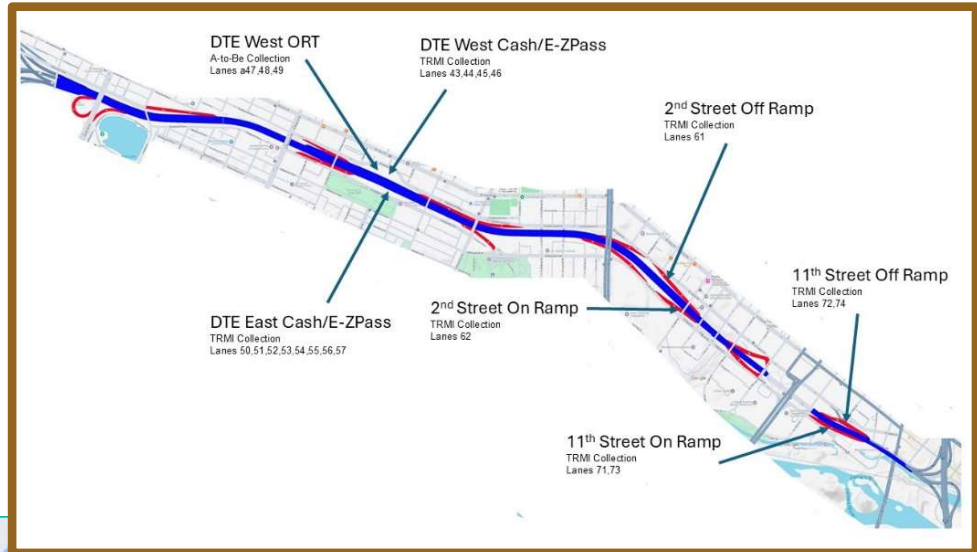 DTE West ORT
A-to-Be Collection
Lanes a47,48,49
DTE West Cash/E-ZPass
TRMI Collection
Lanes 43,44,45,46
2nd Street Off Ramp
TRMI Collection
Lanes 61
11th Street Off Ramp
TRMI Collection
Lanes 72,74
2nd Street On Ramp
TRMI Collection
Lanes 62
DTE East Cash/E-ZPass
TRMI Collection
Lanes 50,51,52,53,54,55,56,57
11th Street On Ramp
TRMI Collection
Lanes 71,73